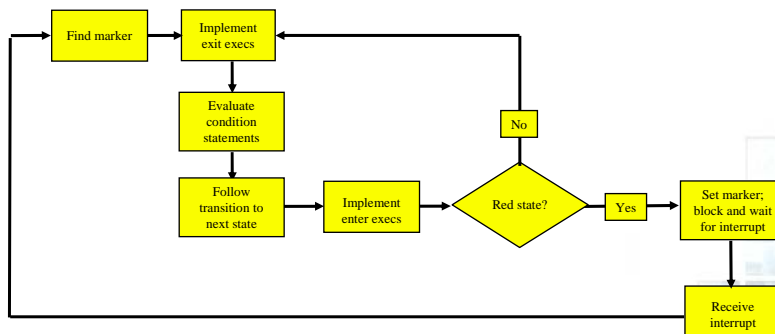 Find marker
Implement
exit execs
Evaluate
condition
statements
Follow
transition to
next state
Implement
enter execs
Red state?
No
Yes
Set marker;
block and wait
for interrupt
Receive
interrupt